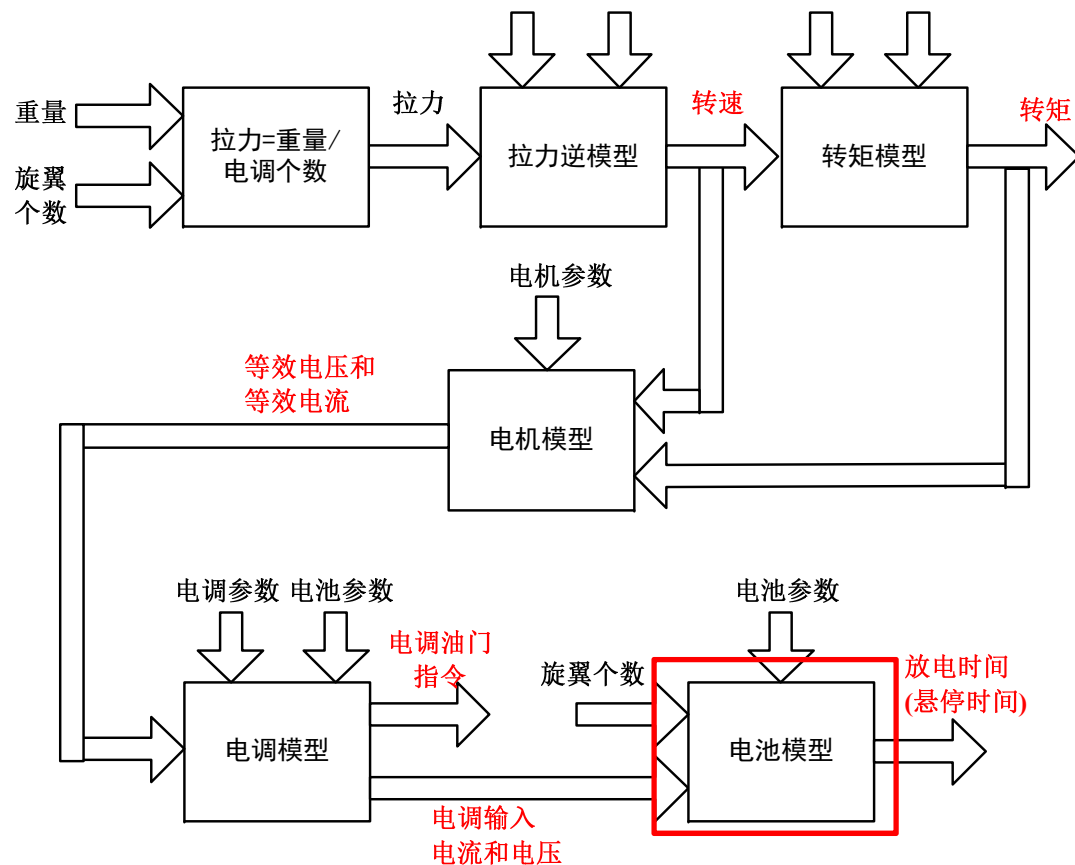 重量
旋翼
个数
拉力=重量/
电调个数
拉力
拉力逆模型
转速
转矩模型
转矩
电机参数
等效电压和
等效电流
电机模型
电调参数
电池参数
电调油门
指令
电调模型
电调输入
电流和电压
旋翼个数
电池参数
电池模型
放电时间
(悬停时间)